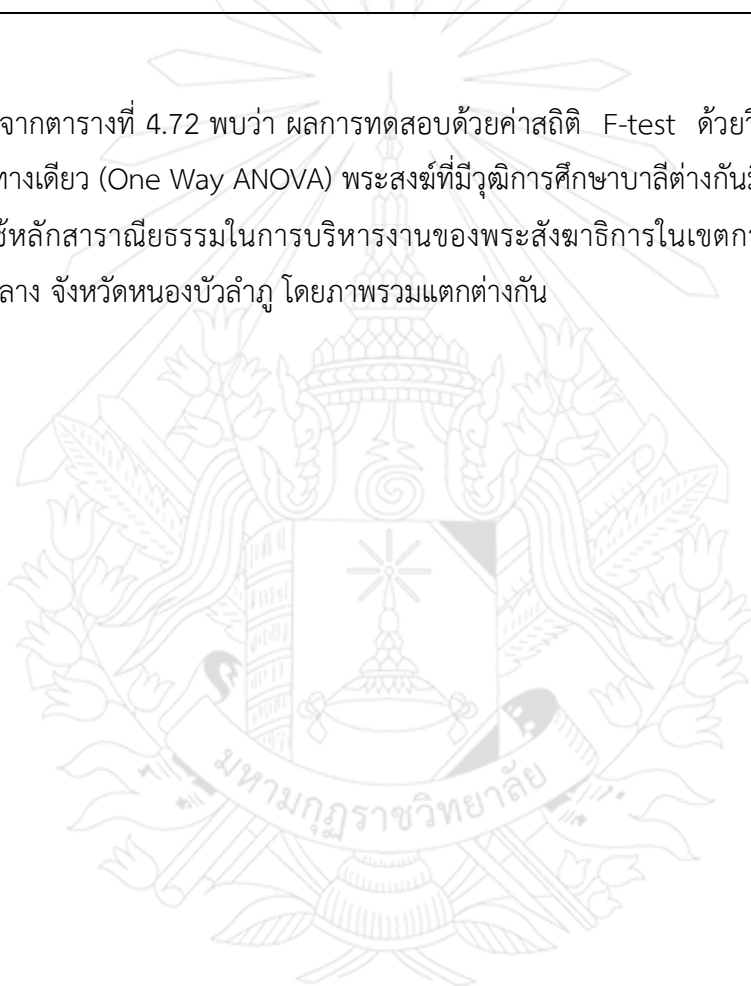 จากตารางที่ 4.72 พบว่า ผลการทดสอบด้วยค่าสถิติ F-test ด้วย
ทางเดียว (One Way ANOVA) พระสงฆ์ที่มีวุฒิการศึกษาบาลีต่างกัน
หลักสาราณียธรรมในการบริหารงานของพระสังฆาธิการในเขต
ลาง จังหวัดหนองบัวลำภู โดยภาพรวมแตกต่างกัน
มหามกุฏราชวิทยาลัย